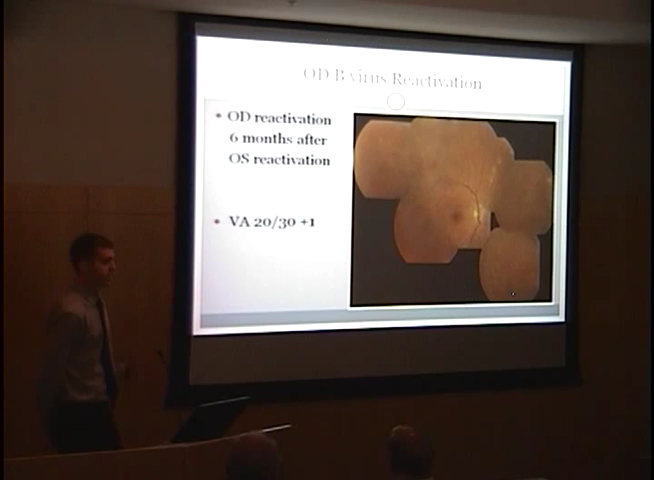 OD B virus Reactivation
• OD reactivation
6 months after
OS reactivation
• VA 20/30 +1